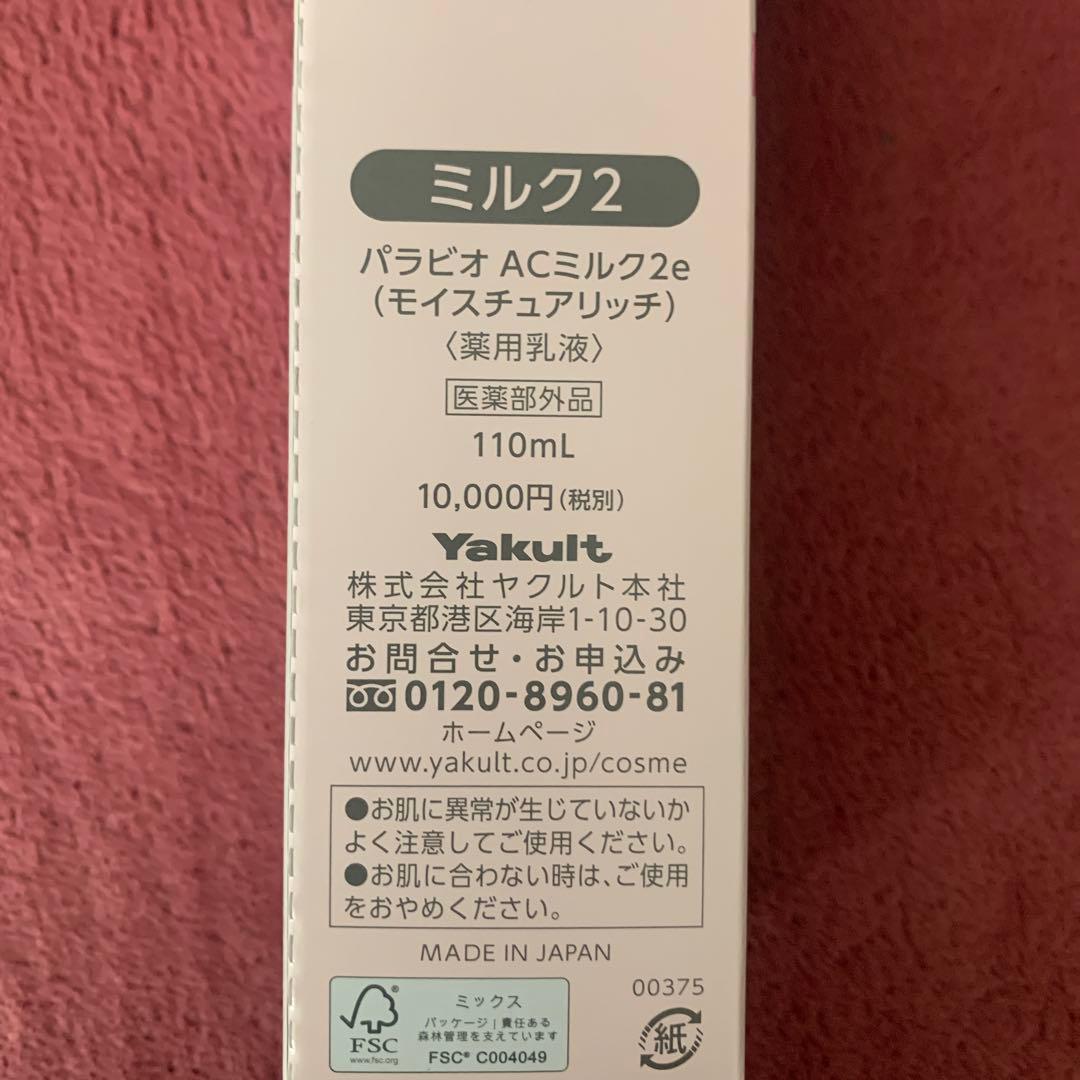 ミルク2
パラビオ ACミルク2e
(モイスチュアリッチ)
〈薬用乳液〉
医薬部外品
110mL
10,000円(税別)
Yakult
株式会社ヤクルト本社
東京都港区海岸1-10-30
お問合せ・お申込み
0120-8960-81
ホームページ
www.yakult.co.jp/cosme
●お肌に異常が生じていないか
よく注意してご使用ください。
●お肌に合わない時は、ご使用
をおやめください。
MADE IN JAPAN
00375
ミックス
パッケージ|責任ある
森林管理を支えています
FSC® C004049
FSC
www.fsc.org
紙